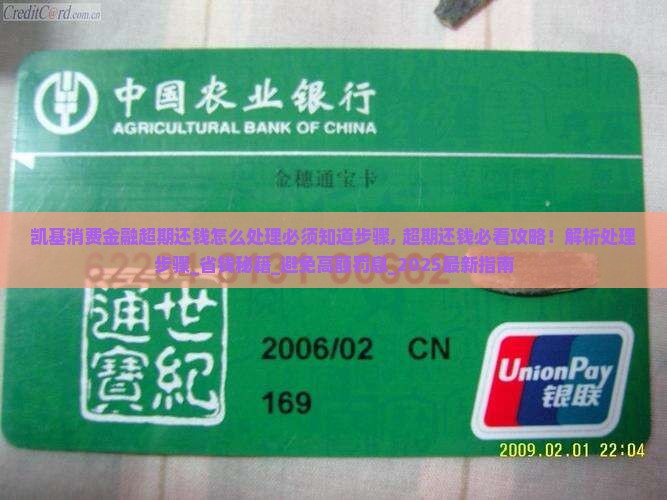 CreditC@rd.com.cn
中国农业银行
AGRICULTURAL BANK OF CHINA
金穗通宝卡
凯基消费金融超期还钱怎么处理必须知道步骤, 超期还钱必看攻略！解析处理
步骤_省钱秘籍_避免高额罚息_2025最新指南
世紀
通寶
2006/02 CN
169
UnionPay
银联
2009.02.01 22:04